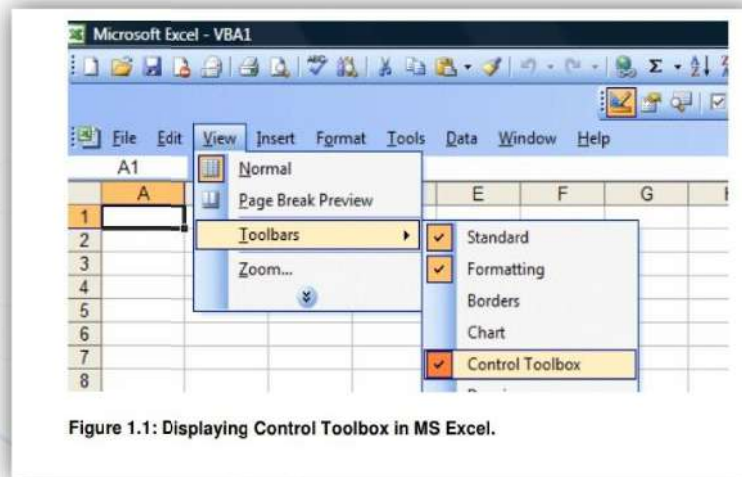 Microsoft Excel - VBA1
File Edit View Insert Format Tools Data Window Help
A1
Normal
Page Break Preview
Toolbars
Zoom...
Standard
Formatting
Borders
Chart
Control Toolbox
A E F G
1
2
3
4
5
6
7
8
Figure 1.1: Displaying Control Toolbox in MS Excel.